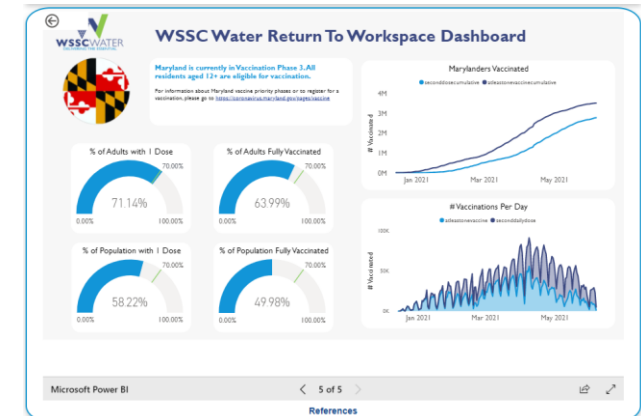 WSSCWATER
DELIVERING THE ESSENTIAL
WSSC Water Return To Workspace Dashboard
Maryland is currently in Vaccination Phase 3. All
residents aged 12+ are eligible for vaccination.
For information about Maryland vaccine priority phases or to register for a
vaccination, please go to https://coronavirus.maryland.gov/pages/vaccine
% of Adults with 1 Dose
70.00%
71.14%
0.00%
100.00%
% of Adults Fully Vaccinated
70.00%
63.99%
0.00%
100.00%
% of Population with 1 Dose
70.00%
58.22%
0.00%
100.00%
% of Population Fully Vaccinated
70.00%
49.98%
0.00%
100.00%
Marylanders Vaccinated
seconddosecumulative atleastonevaccinecumulative
# Vaccinated
4M
3M
2M
1M
0M
Jan 2021 Mar 2021 May 2021
# Vaccinations Per Day
atleastonevaccine seconddailydose
# Vaccinated
100K
50K
0K
Jan 2021 Mar 2021 May 2021
Microsoft Power BI
5 of 5
References